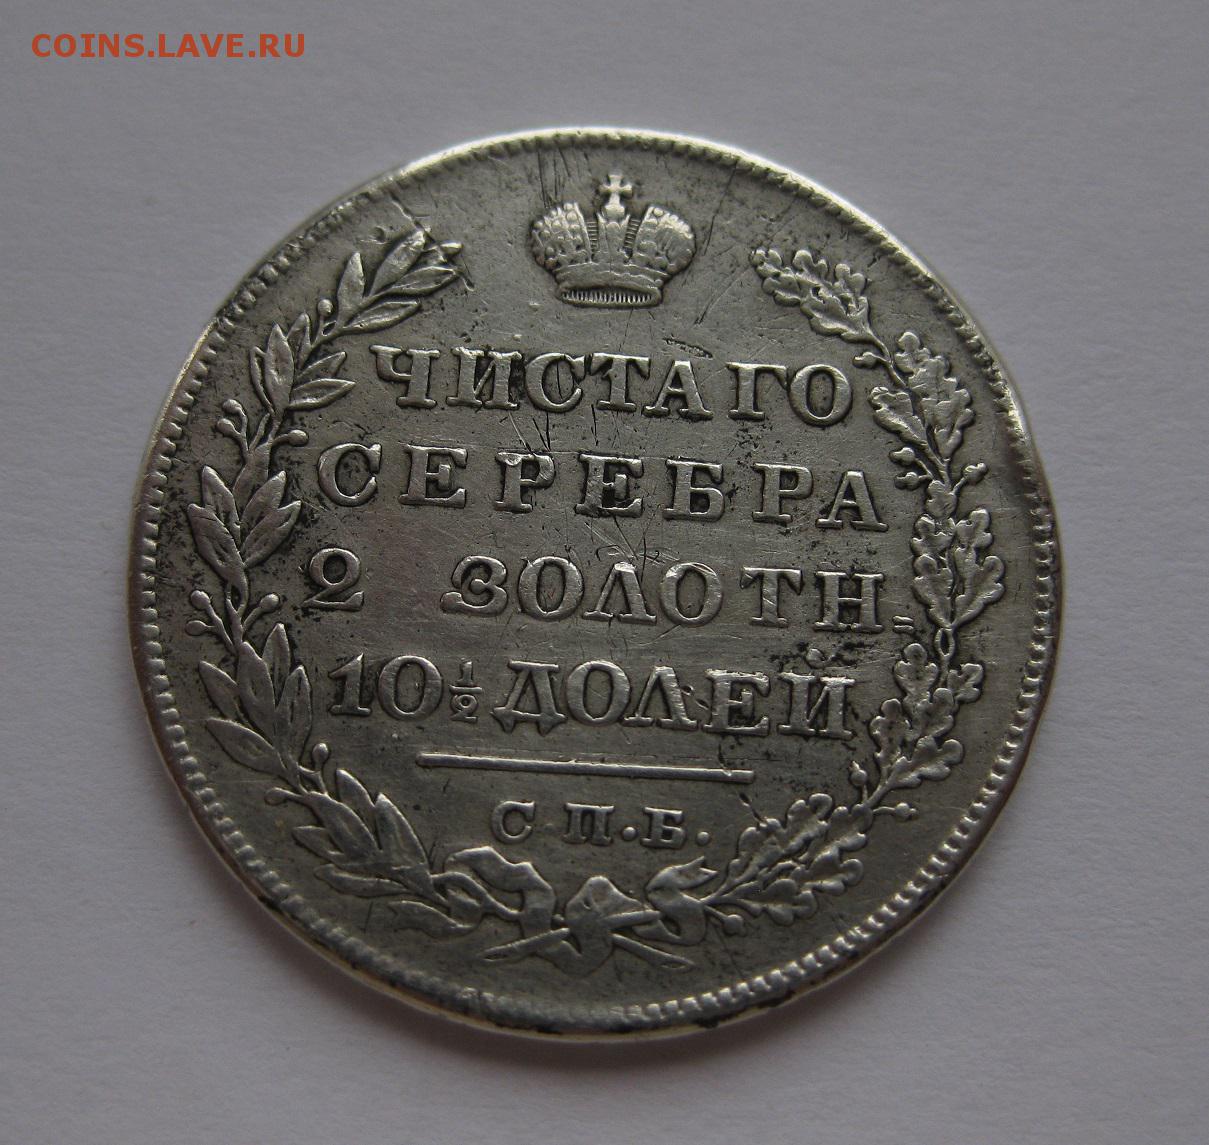 COINS.LAVE.RU
ЧИСТАГО
СЕРЕБРА
2 ЗОЛОТН=
10 1/2 ДОЛЕЙ
С.П.Б.